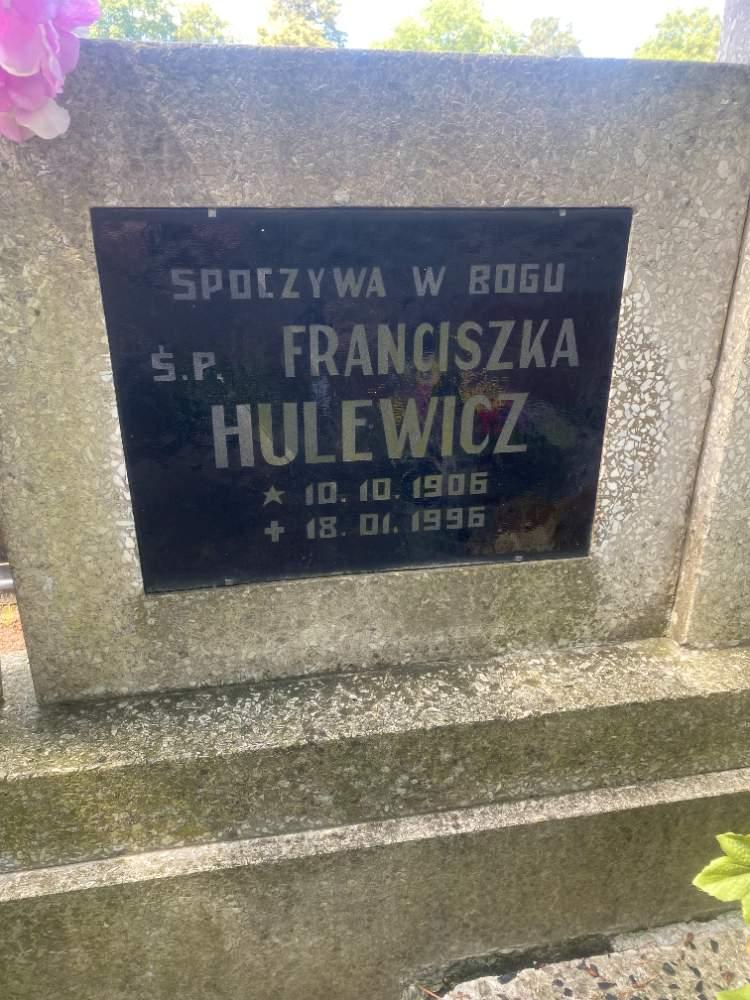 SPOCZYWA W BOGU
Ś.P. FRANCISZKA
HULEWICZ
★ 10.10.1906
✝ 18.01.1996